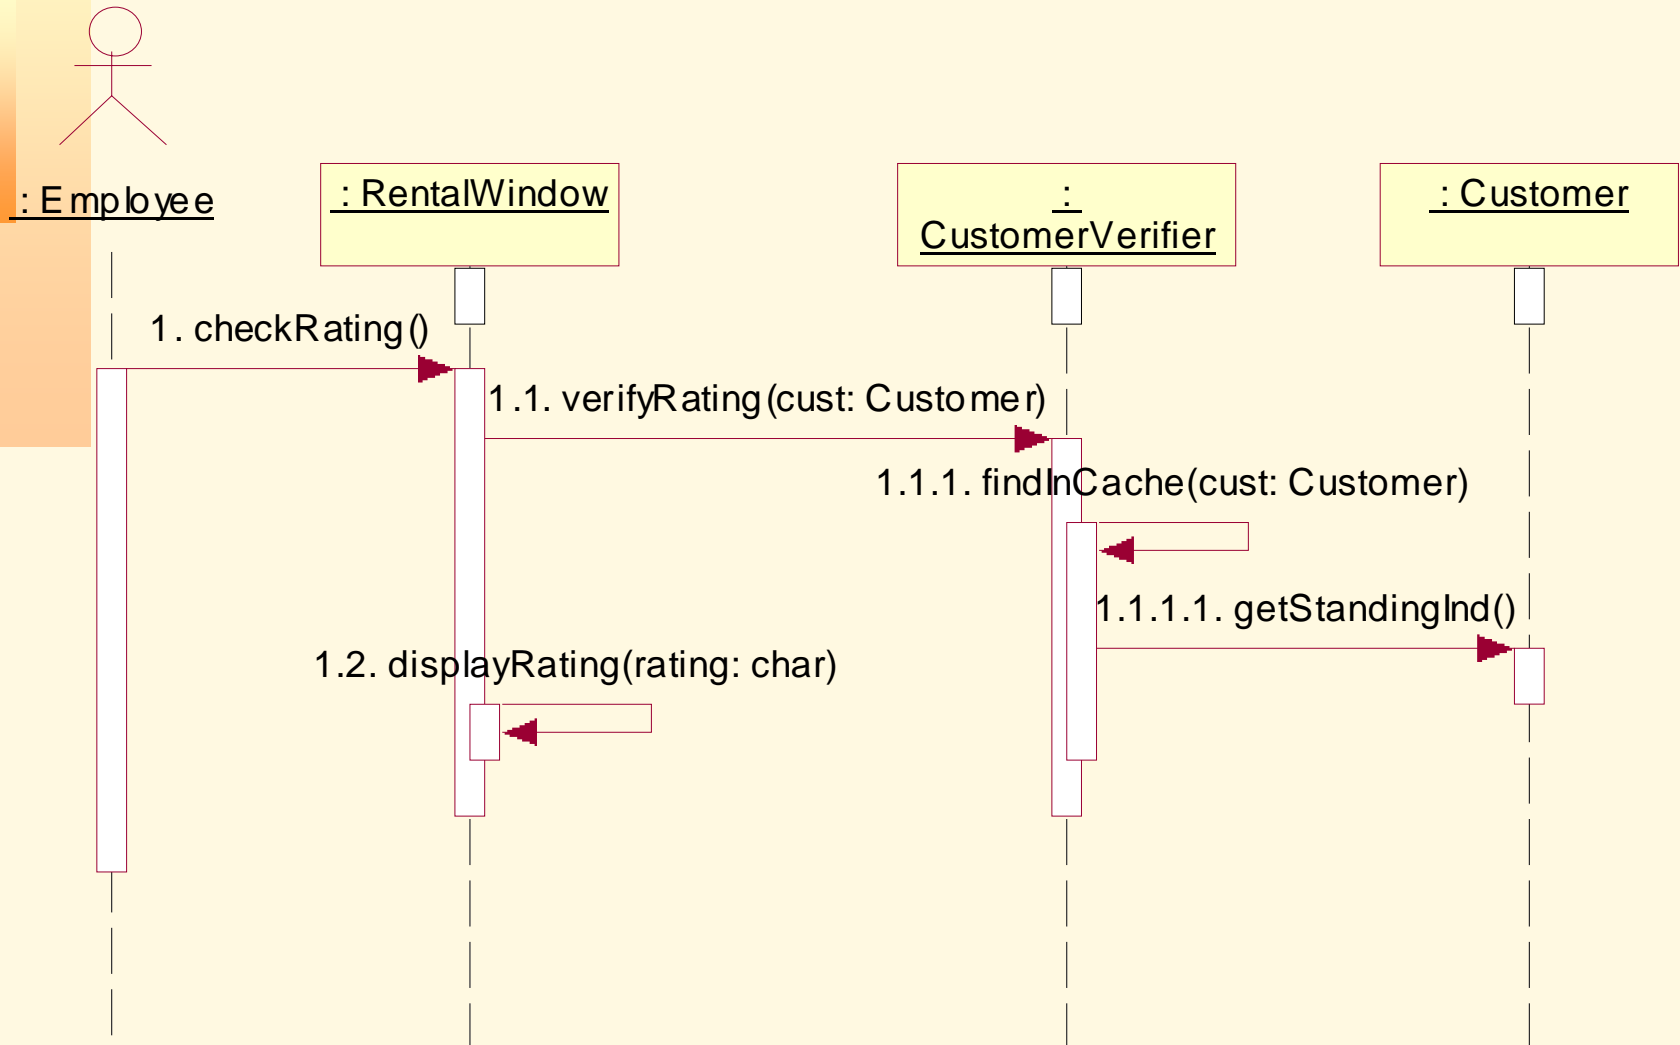 : Employee
: RentalWindow
:
CustomerVerifier
: Customer
1. checkRating()
1.1. verifyRating(cust: Customer)
1.1.1. findInCache(cust: Customer)
1.1.1.1. getStandingInd()
1.2. displayRating(rating: char)